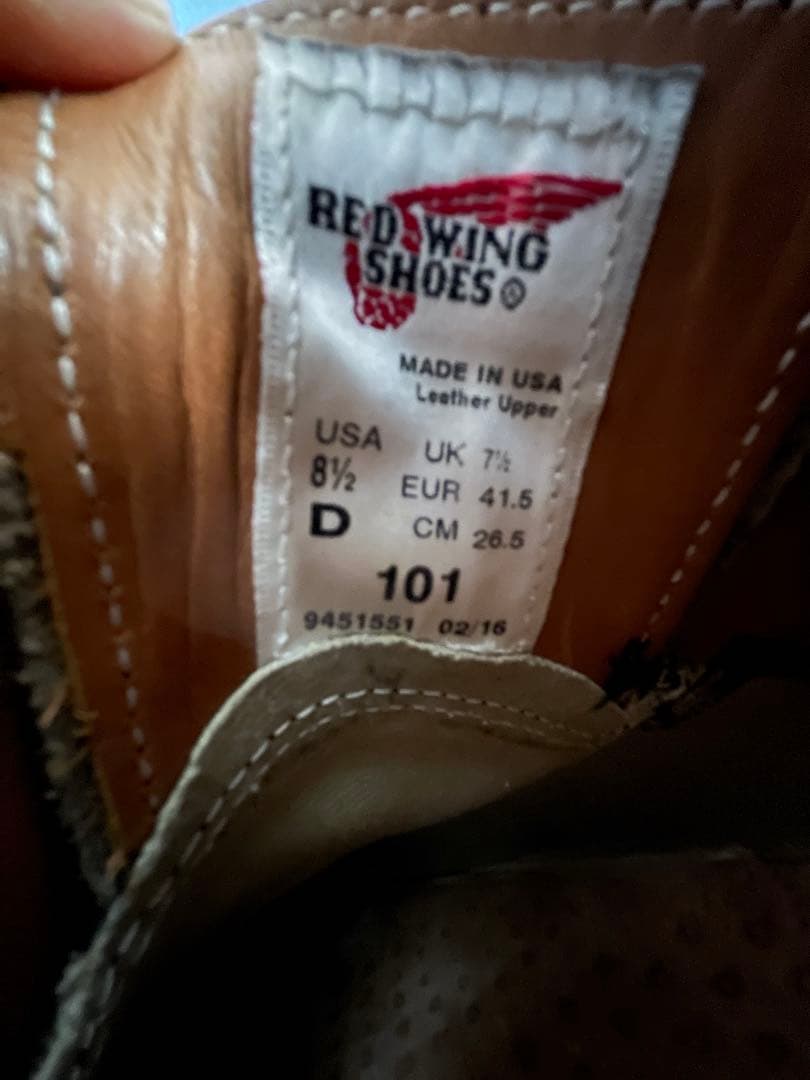 RED WING
SHOES®
MADE IN USA
Leather Upper
USA UK 7½
8½ EUR 41.5
D CM 26.5
101
9451551 02/16